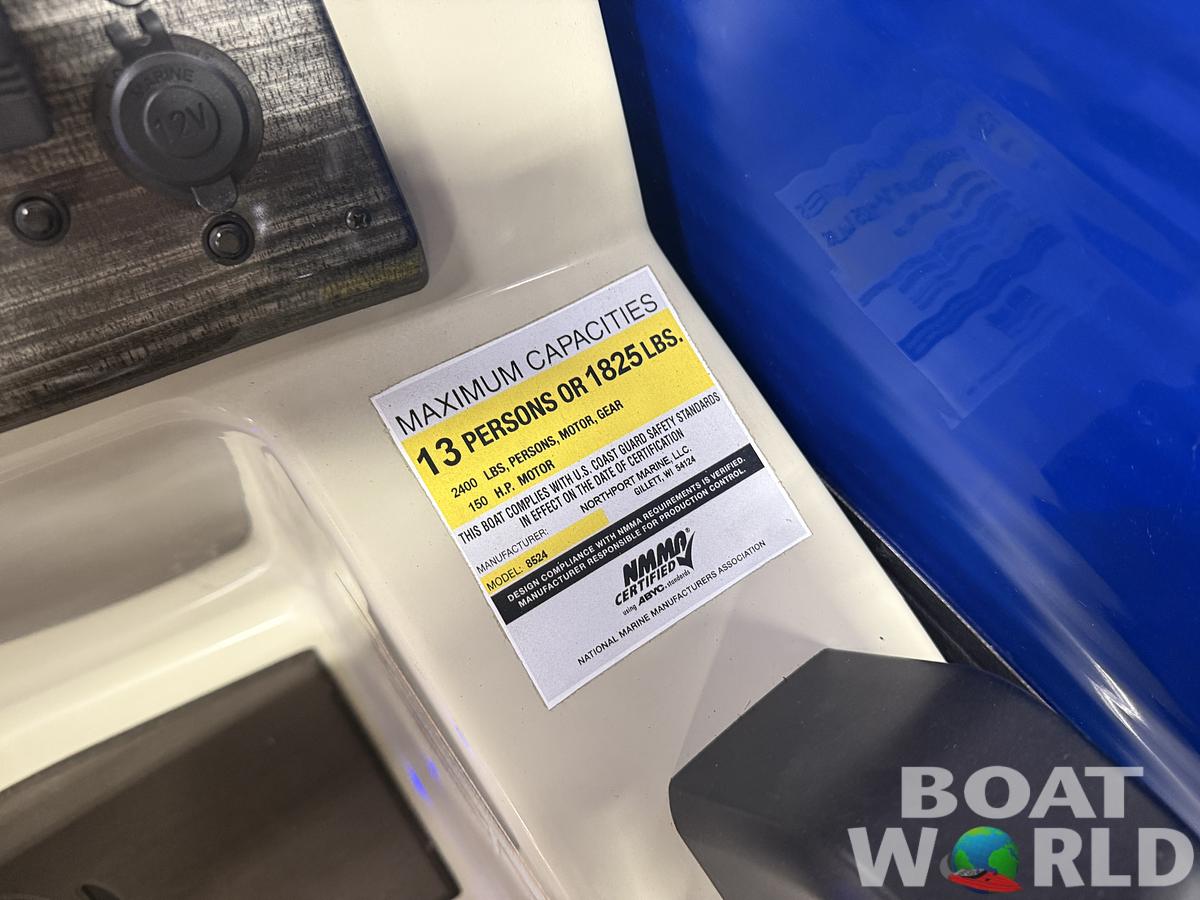 MARINE
12V
MAXIMUM CAPACITIES
13 PERSONS OR 1825 LBS.
2400 LBS, PERSONS, MOTOR, GEAR
150 H.P. MOTOR
THIS BOAT COMPLIES WITH U.S. COAST GUARD SAFETY STANDARDS
IN EFFECT ON THE DATE OF CERTIFICATION
MANUFACTURER: NORTHPORT MARINE, LLC.
GILLETT, WI 54124
MODEL: 8524
DESIGN COMPLIANCE WITH NMMA REQUIREMENTS IS VERIFIED.
MANUFACTURER RESPONSIBLE FOR PRODUCTION CONTROL.
NMMA®
CERTIFIED
using ABYC standards
NATIONAL MARINE MANUFACTURERS ASSOCIATION
BOAT
WORLD